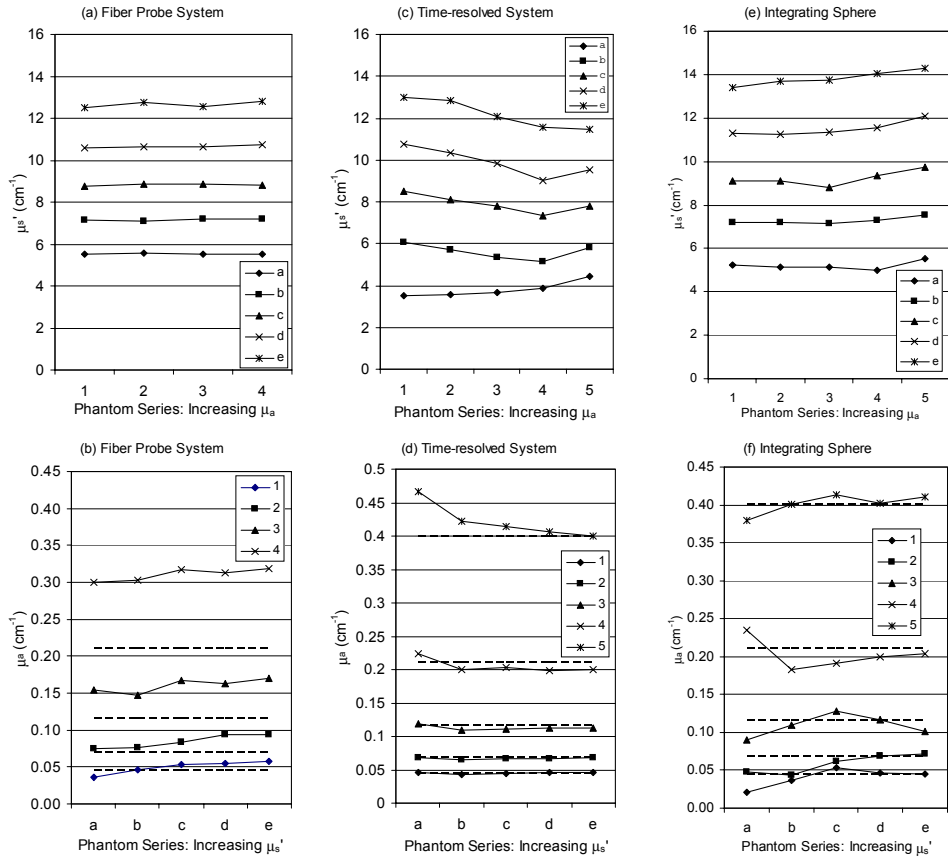 (a) Fiber Probe System
16
14
12
10
8
6
4
2
0
μs' (cm-1)
a
b
c
d
e
1 2 3 4
Phantom Series: Increasing μa
(c) Time-resolved System
16
14
12
10
8
6
4
2
0
μs' (cm-1)
a
b
c
d
e
1 2 3 4 5
Phantom Series: Increasing μa
(e) Integrating Sphere
16
14
12
10
8
6
4
2
0
μs' (cm-1)
a
b
c
d
e
1 2 3 4 5
Phantom Series: Increasing μa
(b) Fiber Probe System
0.45
0.40
0.35
0.30
0.25
0.20
0.15
0.10
0.05
0.00
μa (cm-1)
1
2
3
4
a b c d e
Phantom Series: Increasing μs'
(d) Time-resolved System
0.5
0.45
0.4
0.35
0.3
0.25
0.2
0.15
0.1
0.05
0
μa (cm-1)
1
2
3
4
5
a b c d e
Phantom Series: Increasing μs'
(f) Integrating Sphere
0.45
0.40
0.35
0.30
0.25
0.20
0.15
0.10
0.05
0.00
μa (cm-1)
1
2
3
4
5
a b c d e
Phantom Series: Increasing μs'